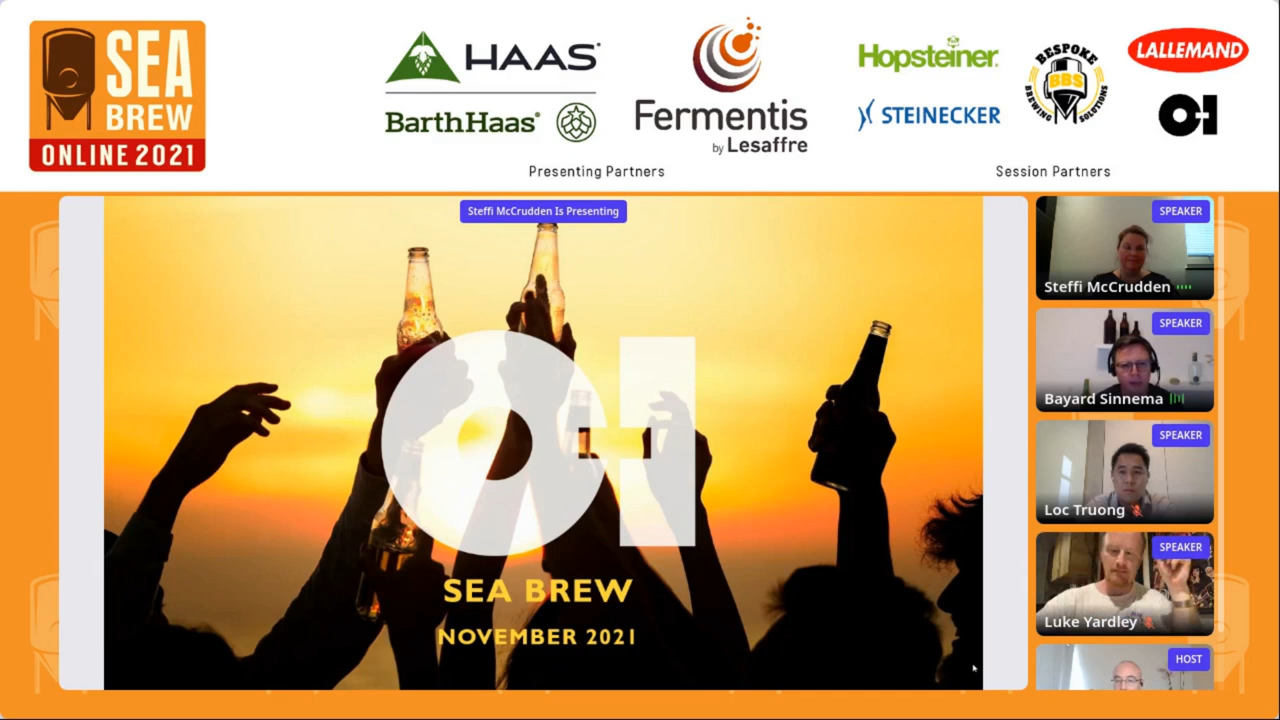 SEA
BREW
ONLINE 2021
HAAS
BarthHaas
Fermentis
by Lesaffre
Hopsteiner
STEINECKER
BESPOKE
BBS
BREWING SOLUTIONS
LALLEMAND
O-I
Presenting Partners
Session Partners
Steffi McCrudden Is Presenting
O-I
SEA BREW
NOVEMBER 2021
SPEAKER
Steffi McCrudden
SPEAKER
Bayard Sinnema
SPEAKER
Loc Truong
SPEAKER
Luke Yardley
HOST